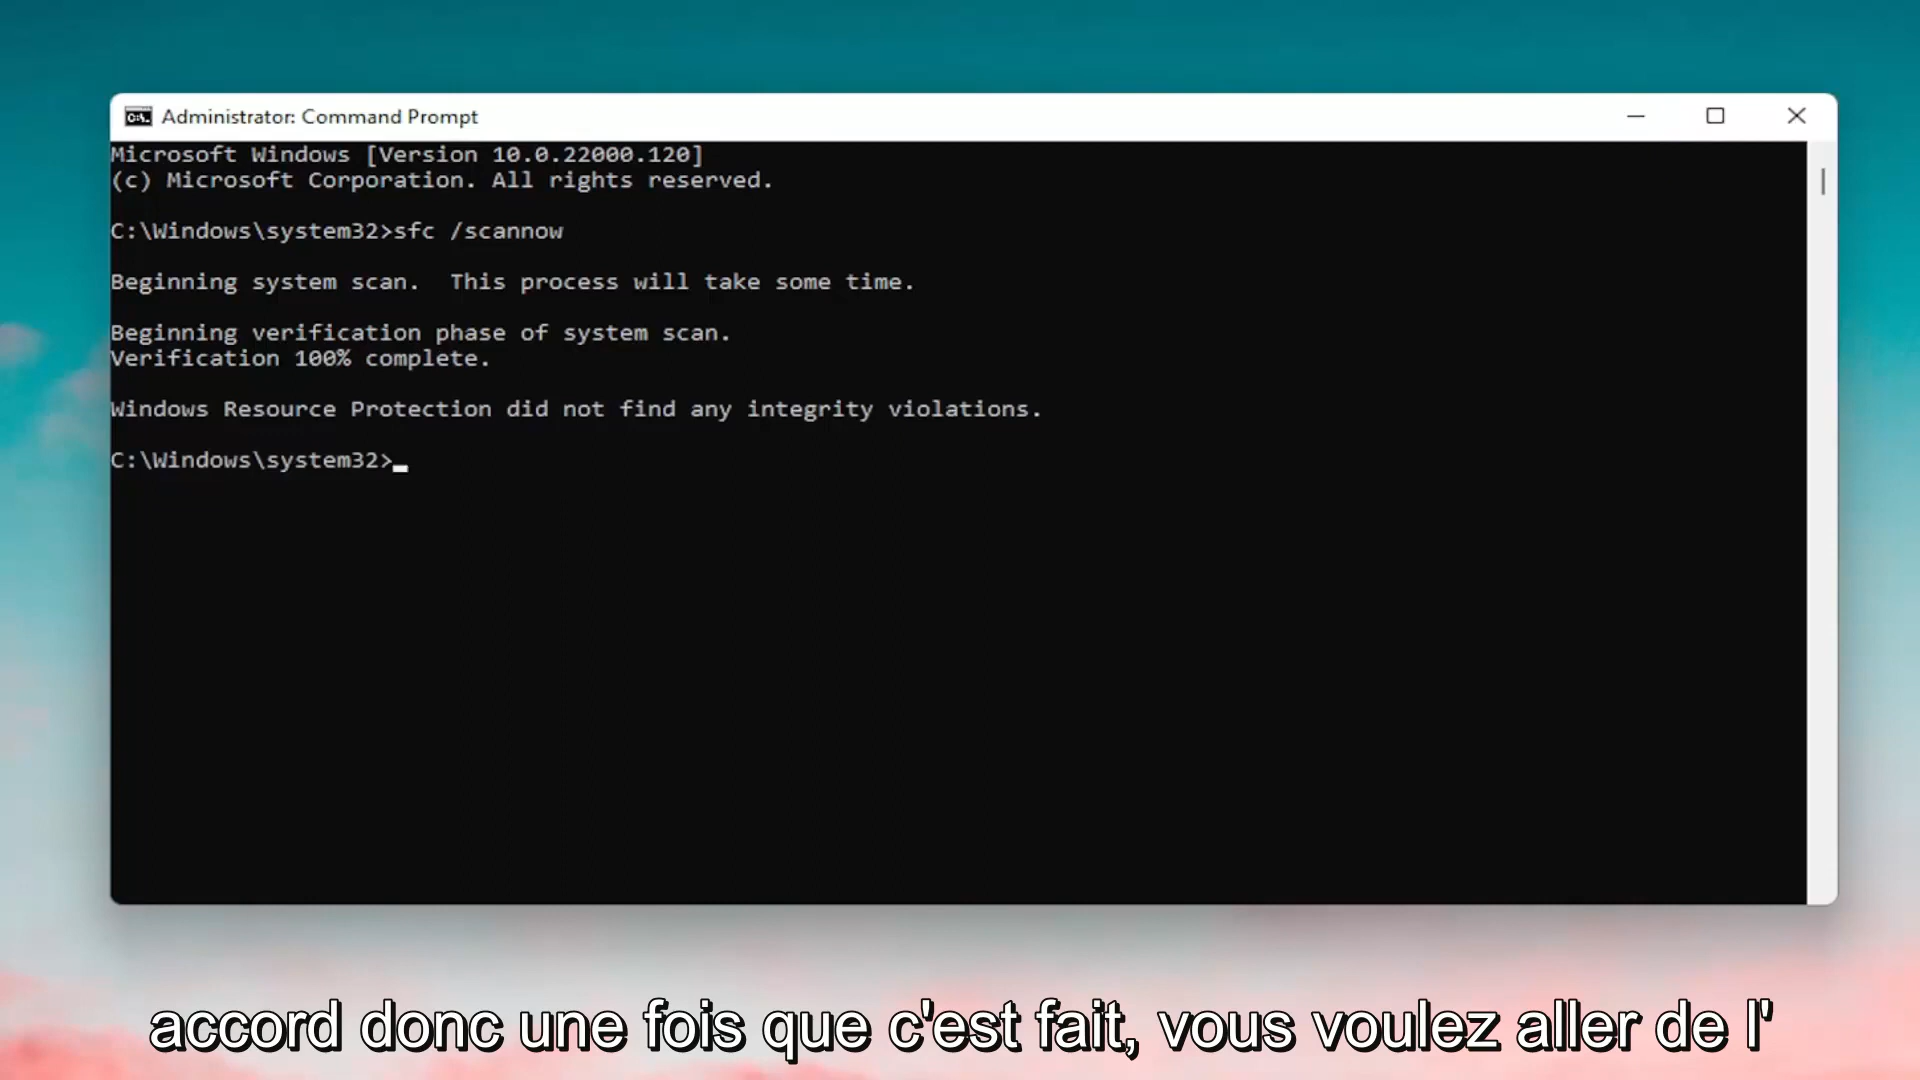 Administrator: Command Prompt
Microsoft Windows [Version 10.0.22000.120]
(c) Microsoft Corporation. All rights reserved.
C:\Windows\system32>sfc /scannow
Beginning system scan.  This process will take some time.
Beginning verification phase of system scan.
Verification 100% complete.
Windows Resource Protection did not find any integrity violations.
C:\Windows\system32>
accord donc une fois que c'est fait, vous voulez aller de l'